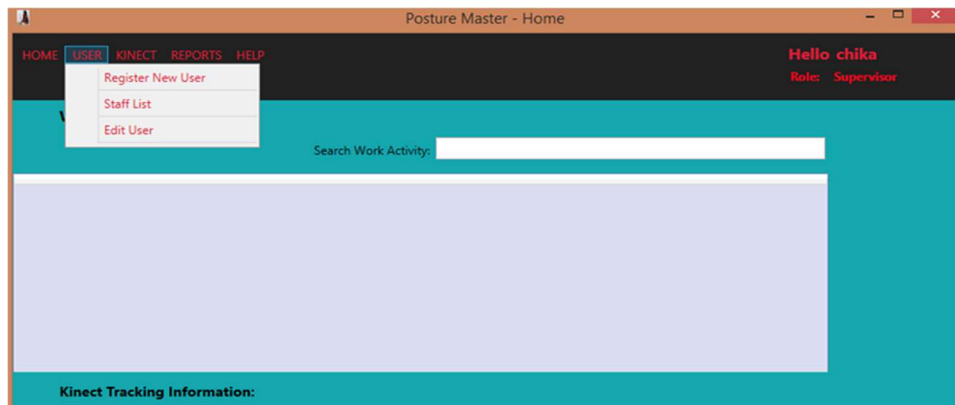 Posture Master - Home
HOME USER KINECT REPORTS HELP
Hello chika
Role: Supervisor
Register New User
Staff List
Edit User
Search Work Activity:
Kinect Tracking Information: